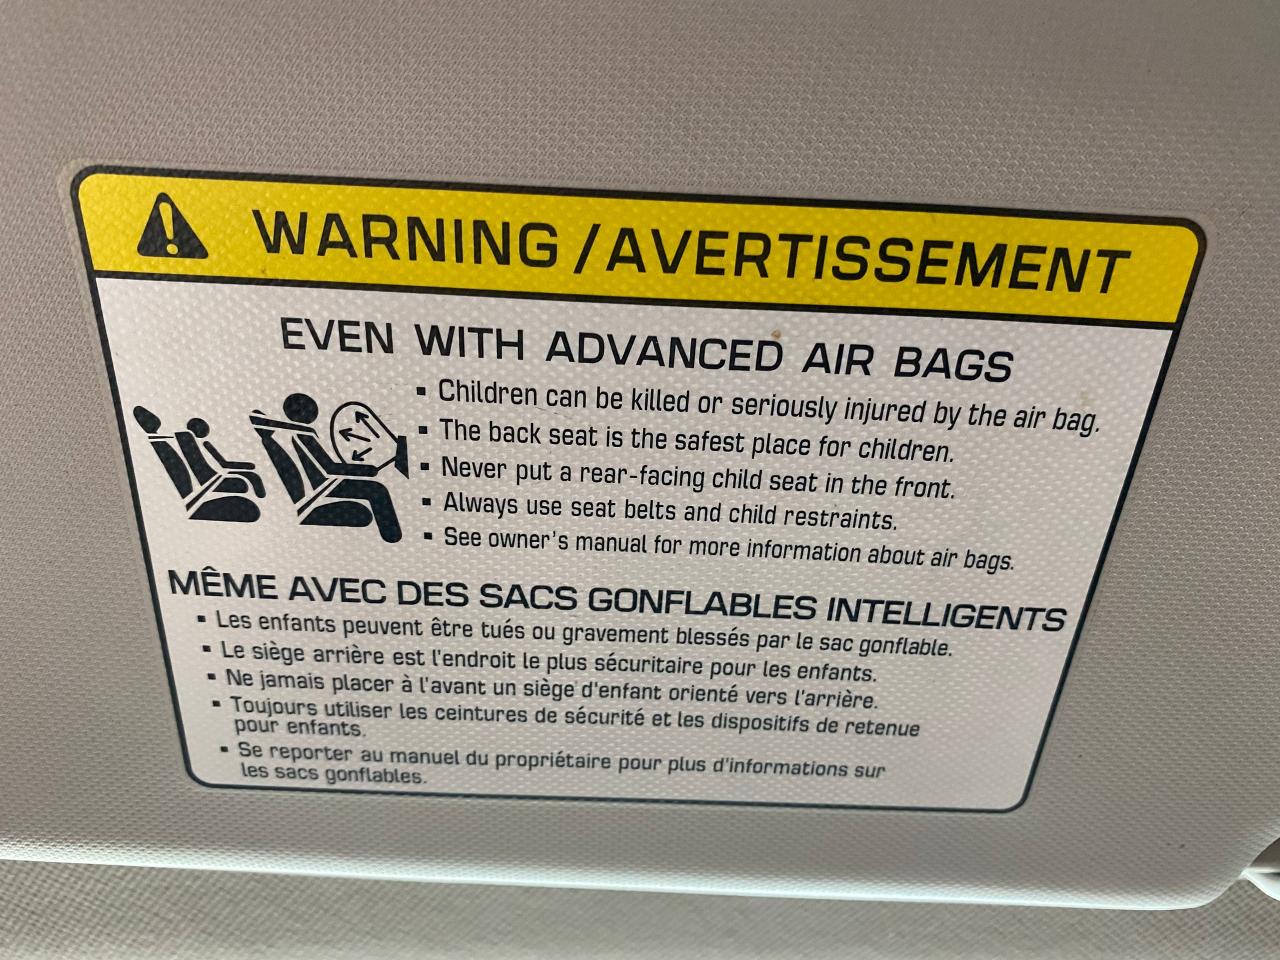 WARNING / AVERTISSEMENT
EVEN WITH ADVANCED AIR BAGS
▪ Children can be killed or seriously injured by the air bag.
▪ The back seat is the safest place for children.
▪ Never put a rear-facing child seat in the front.
▪ Always use seat belts and child restraints.
▪ See owner's manual for more information about air bags.
MÊME AVEC DES SACS GONFLABLES INTELLIGENTS
▪ Les enfants peuvent être tués ou gravement blessés par le sac gonflable.
▪ Le siège arrière est l'endroit le plus sécuritaire pour les enfants.
▪ Ne jamais placer à l'avant un siège d'enfant orienté vers l'arrière.
▪ Toujours utiliser les ceintures de sécurité et les dispositifs de retenue
pour enfants.
▪ Se reporter au manuel du propriétaire pour plus d'informations sur
les sacs gonflables.